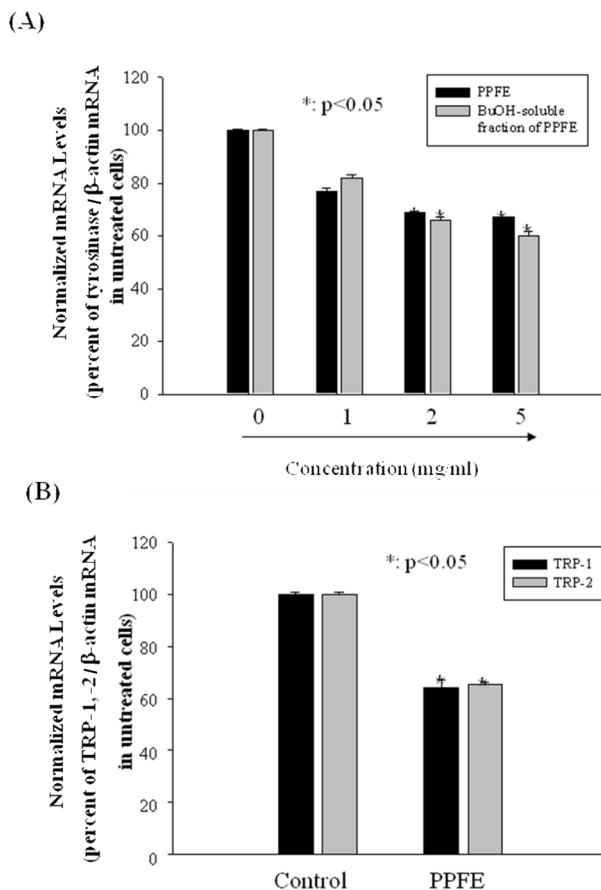 (A)
Normalized mRNA Levels
(percent of tyrosinase / β-actin mRNA
in untreated cells)
120
100
80
60
40
20
0
*: p<0.05
PPFE
BuOH-soluble
fraction of PPFE
* * * *
0 1 2 5
Concentration (mg/ml)
(B)
Normalized mRNA Levels
(percent of TRP-1, -2 / β-actin mRNA
in untreated cells)
120
100
80
60
40
20
0
*: p<0.05
TRP-1
TRP-2
* *
Control PPFE